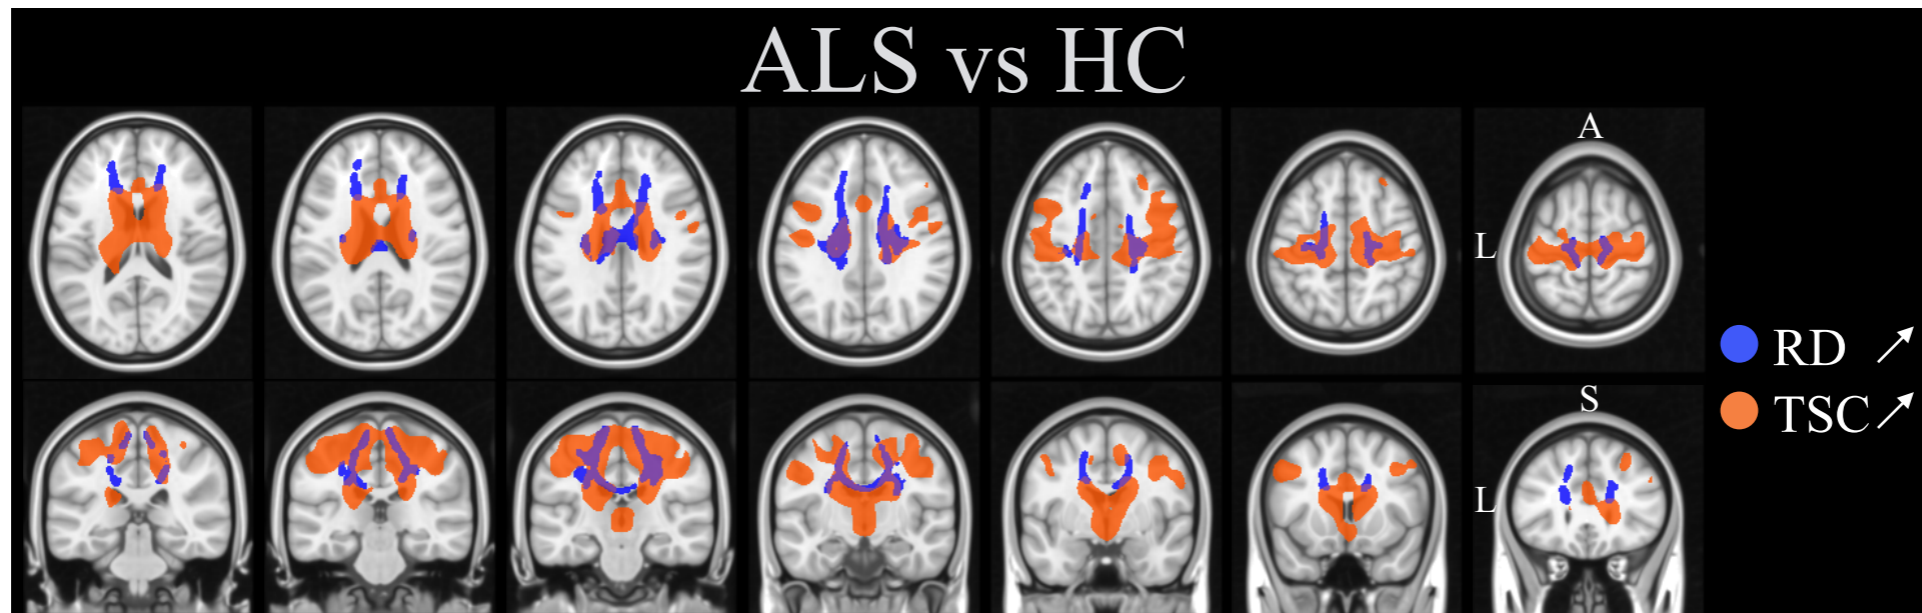 ALS vs HC
A
L
RD ↗
TSC ↗
S
L